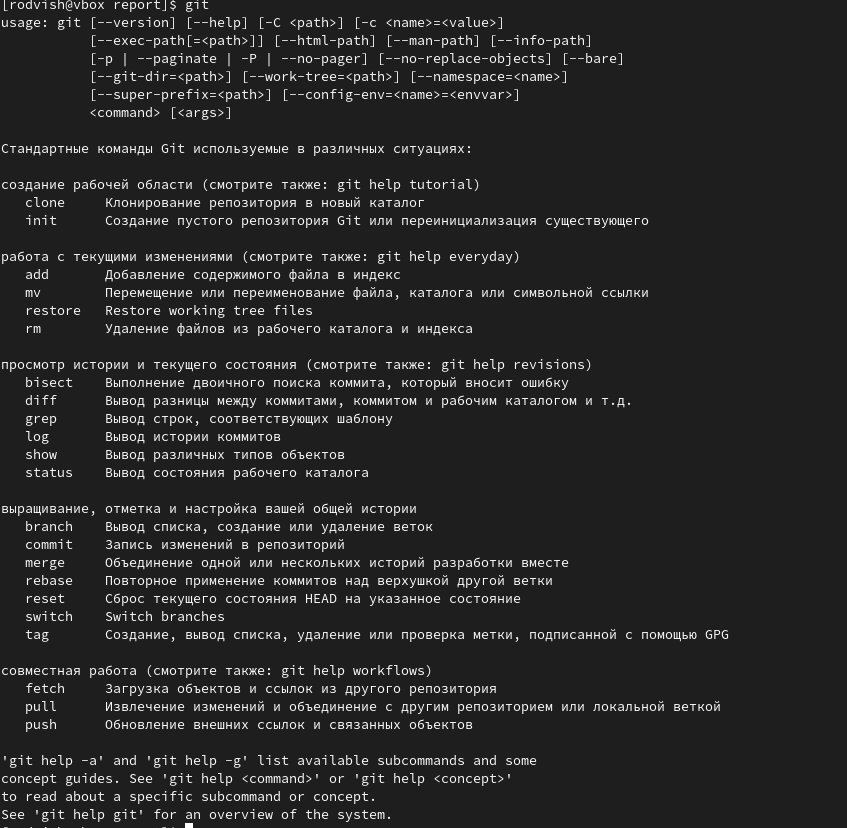 [rodvish@vbox report]$ git
usage: git [--version] [--help] [-C <path>] [-c <name>=<value>]
           [--exec-path[=<path>]] [--html-path] [--man-path] [--info-path]
           [-p | --paginate | -P | --no-pager] [--no-replace-objects] [--bare]
           [--git-dir=<path>] [--work-tree=<path>] [--namespace=<name>]
           [--super-prefix=<path>] [--config-env=<name>=<envvar>]
           <command> [<args>]

Стандартные команды Git используемые в различных ситуациях:

создание рабочей области (смотрите также: git help tutorial)
   clone     Клонирование репозитория в новый каталог
   init      Создание пустого репозитория Git или переинициализация существующего

работа с текущими изменениями (смотрите также: git help everyday)
   add       Добавление содержимого файла в индекс
   mv        Перемещение или переименование файла, каталога или символьной ссылки
   restore   Restore working tree files
   rm        Удаление файлов из рабочего каталога и индекса

просмотр истории и текущего состояния (смотрите также: git help revisions)
   bisect    Выполнение двоичного поиска коммита, который вносит ошибку
   diff      Вывод разницы между коммитами, коммитом и рабочим каталогом и т.д.
   grep      Вывод строк, соответствующих шаблону
   log       Вывод истории коммитов
   show      Вывод различных типов объектов
   status    Вывод состояния рабочего каталога

выращивание, отметка и настройка вашей общей истории
   branch    Вывод списка, создание или удаление веток
   commit    Запись изменений в репозиторий
   merge     Объединение одной или нескольких историй разработки вместе
   rebase    Повторное применение коммитов над верхушкой другой ветки
   reset     Сброс текущего состояния HEAD на указанное состояние
   switch    Switch branches
   tag       Создание, вывод списка, удаление или проверка метки, подписанной с помощью GPG

совместная работа (смотрите также: git help workflows)
   fetch     Загрузка объектов и ссылок из другого репозитория
   pull      Извлечение изменений и объединение с другим репозиторием или локальной веткой
   push      Обновление внешних ссылок и связанных объектов

'git help -a' and 'git help -g' list available subcommands and some
concept guides. See 'git help <command>' or 'git help <concept>'
to read about a specific subcommand or concept.
See 'git help git' for an overview of the system.